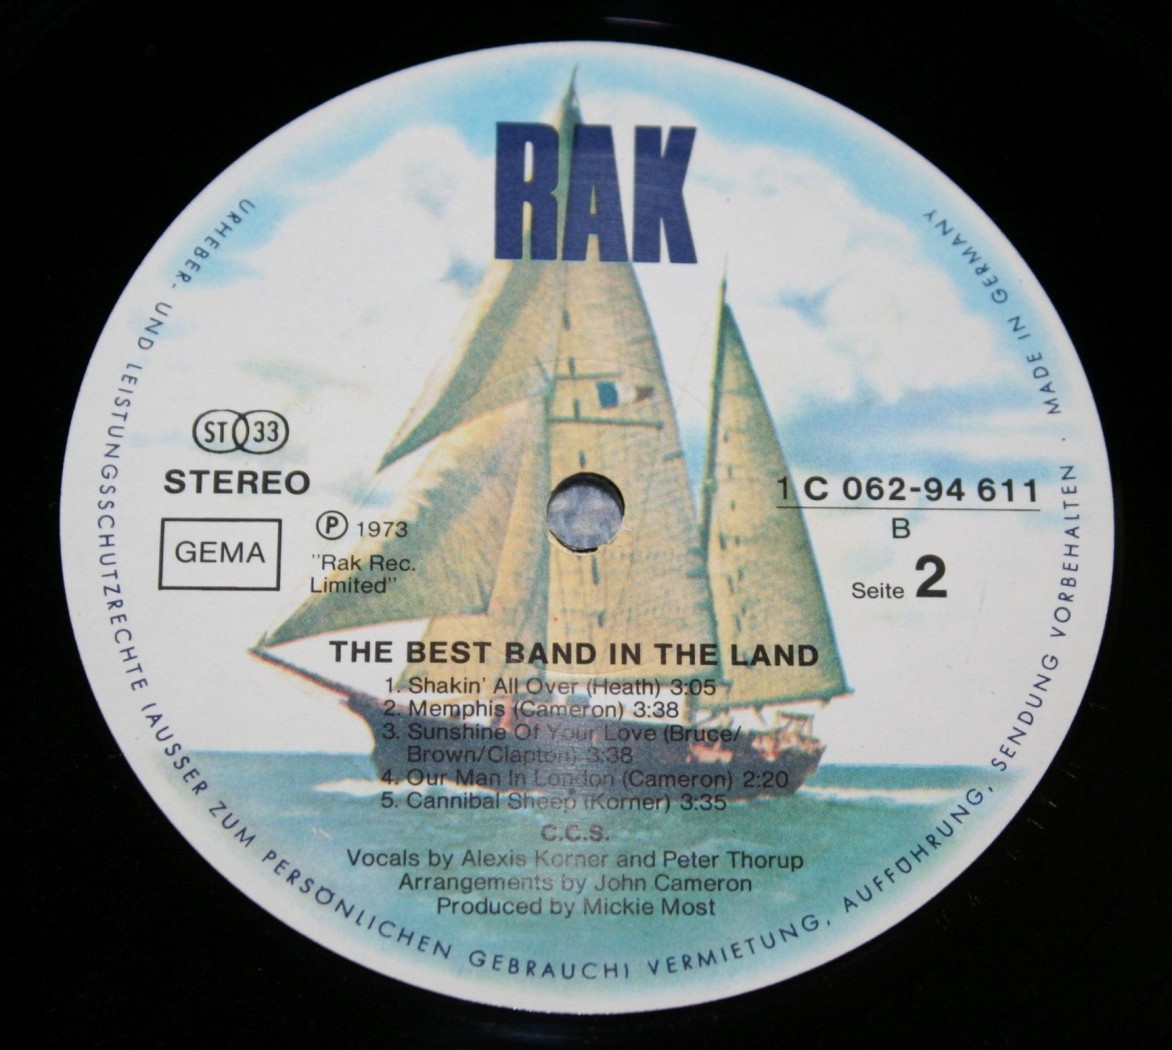 RAK
ST 33
STEREO
GEMA
Ⓟ 1973
"Rak Rec.
Limited"
1 C 062-94 611
B
Seite 2
THE BEST BAND IN THE LAND
1. Shakin' All Over (Heath) 3:05
2. Memphis (Cameron) 3:38
3. Sunshine Of Your Love (Bruce/
Brown/Clapton) 3:38
4. Our Man In London (Cameron) 2:20
5. Cannibal Sheep (Korner) 3:35
C.C.S.
Vocals by Alexis Korner and Peter Thorup
Arrangements by John Cameron
Produced by Mickie Most
URHEBER- UND LEISTUNGSSCHUTZRECHTE (AUSSER ZUM PERSÖNLICHEN GEBRAUCH) VERMIETUNG, AUFFÜHRUNG, SENDUNG VORBEHALTEN · MADE IN GERMANY